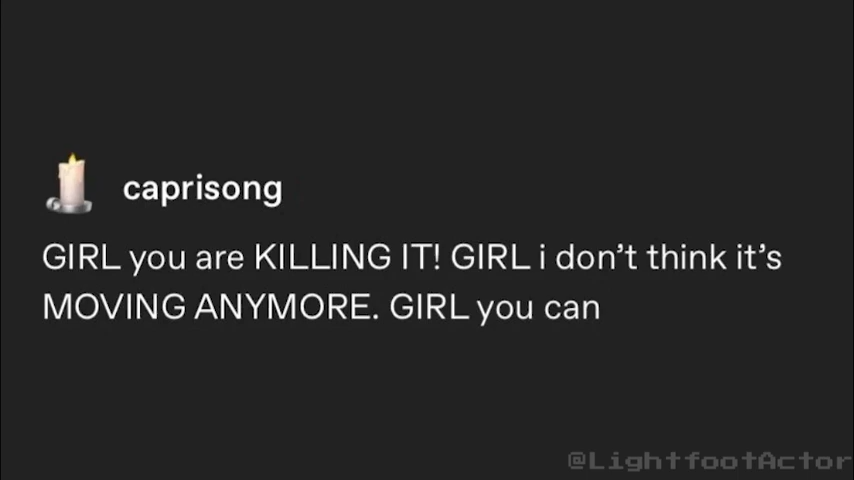 caprisong
GIRL you are KILLING IT! GIRL i don’t think it’s
MOVING ANYMORE. GIRL you can
@LightfootActor